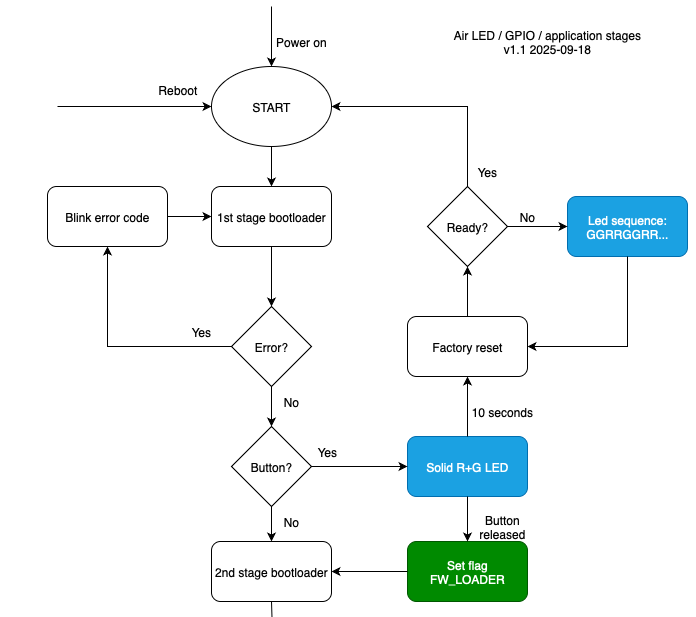 Power on
Air LED / GPIO / application stages
v1.1 2025-09-18
Reboot
START
Yes
Blink error code
1st stage bootloader
Ready?
No
Led sequence:
GGRRGGRR...
Yes
Error?
Factory reset
No
10 seconds
Button?
Yes
Solid R+G LED
No
Button
released
2nd stage bootloader
Set flag
FW_LOADER